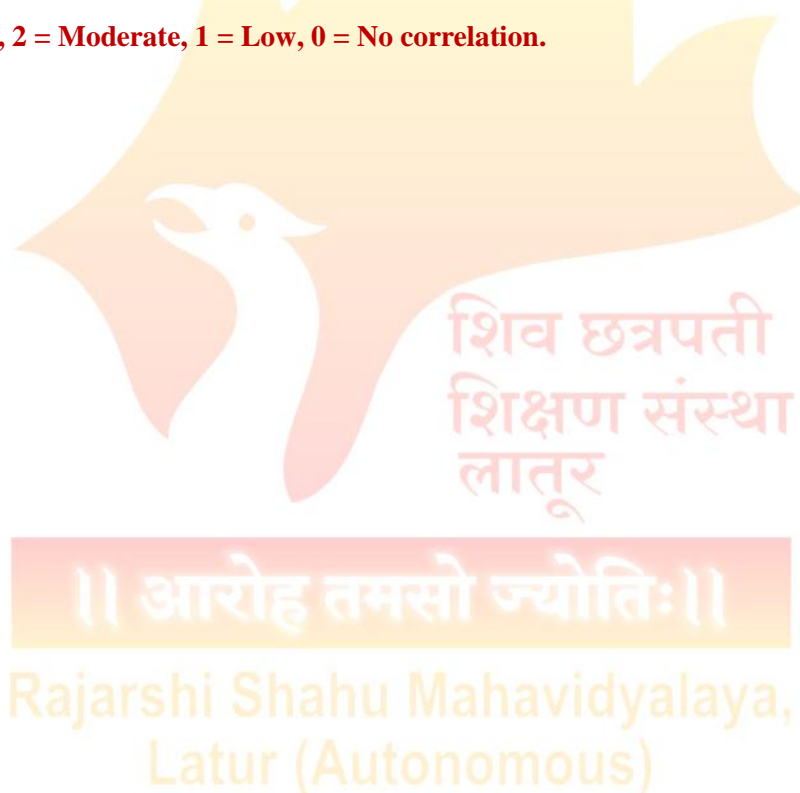 , 2 = Moderate, 1 = Low, 0 = No correlation.
शिव छत्रपती
शिक्षण संस्था
लातूर
|| आरोह तमसो ज्योतिः||
Rajarshi Shahu Mahavidyalaya,
Latur (Autonomous)